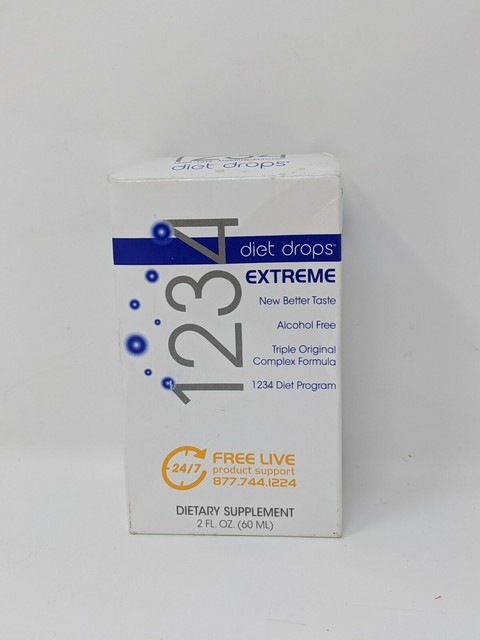 1234
diet drops®
1234
diet drops®
EXTREME
New Better Taste
Alcohol Free
Triple Original
Complex Formula
1234 Diet Program
24/7
FREE LIVE
product support
877.744.1224
DIETARY SUPPLEMENT
2 FL. OZ. (60 ML)